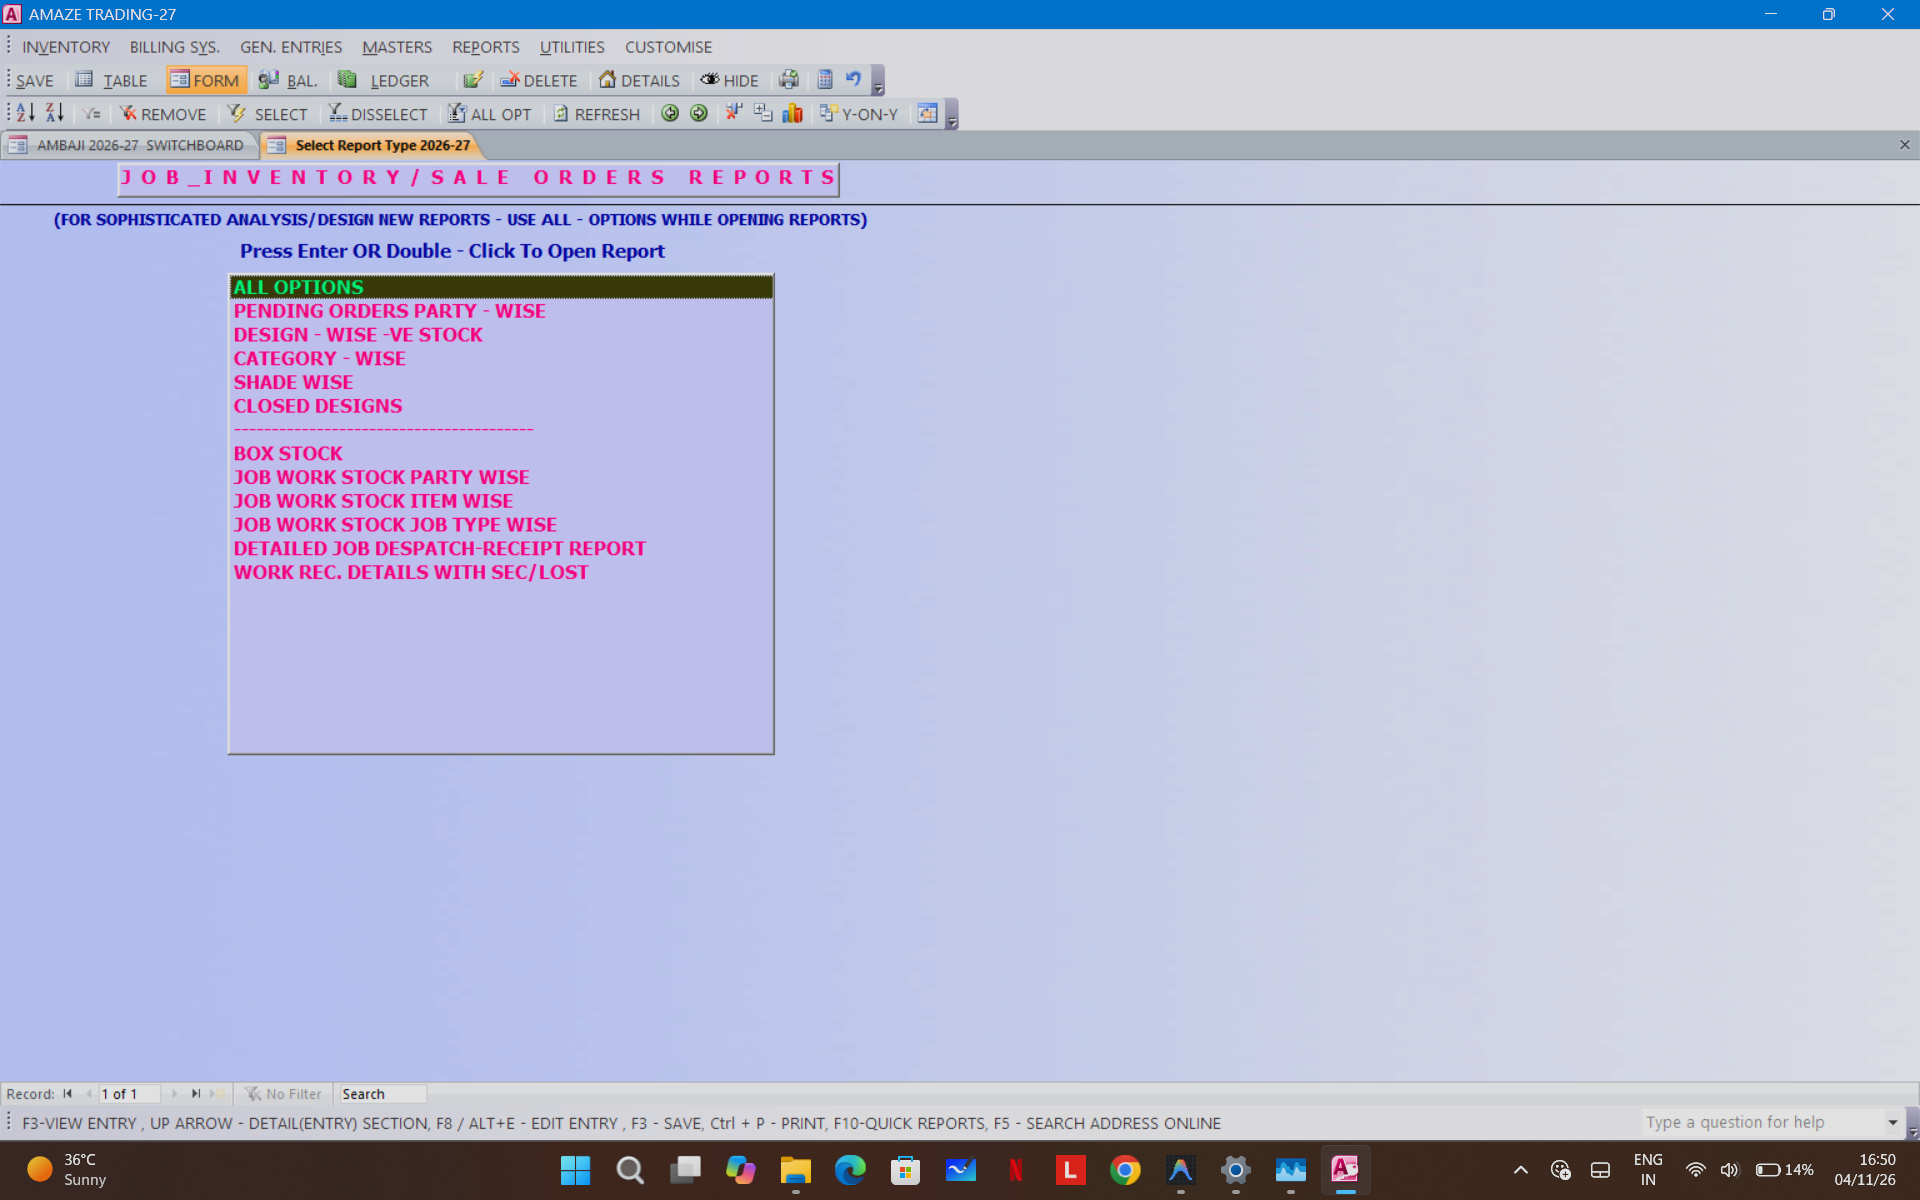 AMAZE TRADING-27
INVENTORY BILLING SYS. GEN. ENTRIES MASTERS REPORTS UTILITIES CUSTOMISE
SAVE TABLE FORM BAL. LEDGER DELETE DETAILS HIDE
REMOVE SELECT DISSELECT ALL OPT REFRESH Y-ON-Y
AMBAJI 2026-27 SWITCHBOARD Select Report Type 2026-27
JOB_INVENTORY/SALE ORDERS REPORTS
(FOR SOPHISTICATED ANALYSIS/DESIGN NEW REPORTS - USE ALL - OPTIONS WHILE OPENING REPORTS)
Press Enter OR Double - Click To Open Report
ALL OPTIONS
PENDING ORDERS PARTY - WISE
DESIGN - WISE -VE STOCK
CATEGORY - WISE
SHADE WISE
CLOSED DESIGNS
----------------------------------------
BOX STOCK
JOB WORK STOCK PARTY WISE
JOB WORK STOCK ITEM WISE
JOB WORK STOCK JOB TYPE WISE
DETAILED JOB DESPATCH-RECEIPT REPORT
WORK REC. DETAILS WITH SEC/LOST
Record: 1 of 1 No Filter Search
F3-VIEW ENTRY , UP ARROW - DETAIL(ENTRY) SECTION, F8 / ALT+E - EDIT ENTRY , F3 - SAVE, Ctrl + P - PRINT, F10-QUICK REPORTS, F5 - SEARCH ADDRESS ONLINE
Type a question for help
36°C
Sunny
ENG
IN
14%
16:50
04/11/26